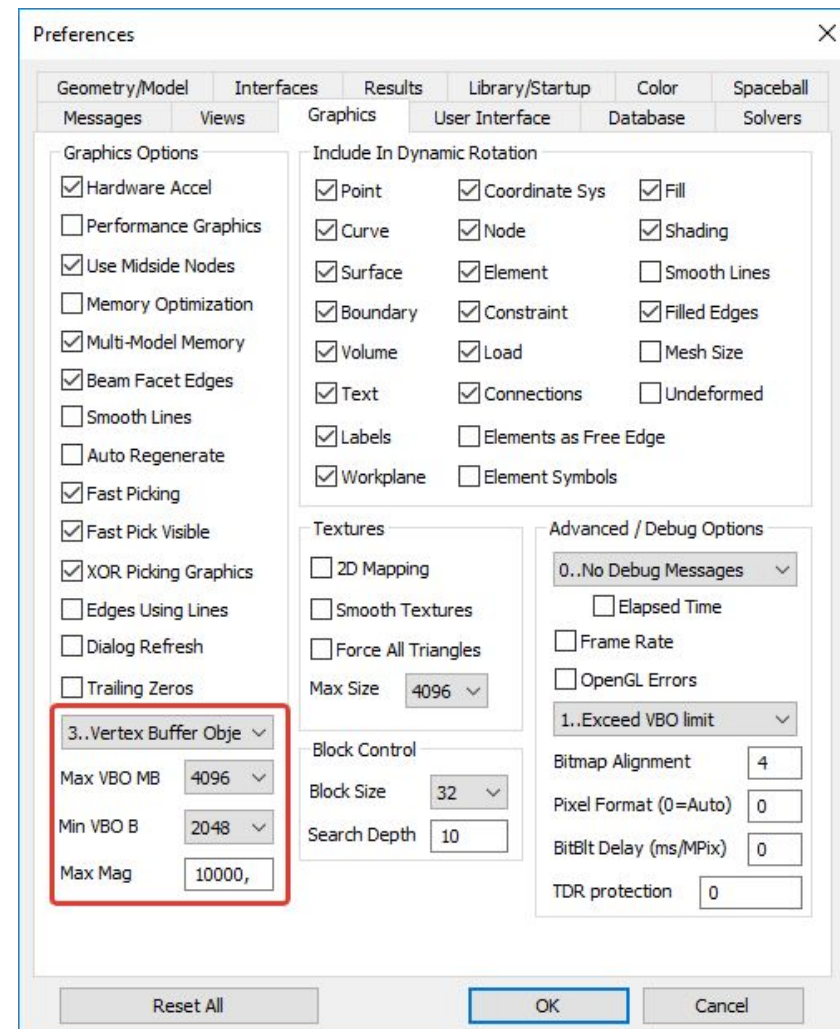 Preferences
Geometry/Model Interfaces Results Library/Startup Color Spaceball
Messages Views Graphics User Interface Database Solvers
Graphics Options
Hardware Accel
Performance Graphics
Use Midside Nodes
Memory Optimization
Multi-Model Memory
Beam Facet Edges
Smooth Lines
Auto Regenerate
Fast Picking
Fast Pick Visible
XOR Picking Graphics
Edges Using Lines
Dialog Refresh
Trailing Zeros
3..Vertex Buffer Obje
Max VBO MB 4096
Min VBO B 2048
Max Mag 10000,
Include In Dynamic Rotation
Point Coordinate Sys Fill
Curve Node Shading
Surface Element Smooth Lines
Boundary Constraint Filled Edges
Volume Load Mesh Size
Text Connections Undeformed
Labels Elements as Free Edge
Workplane Element Symbols
Textures
2D Mapping
Smooth Textures
Force All Triangles
Max Size 4096
Block Control
Block Size 32
Search Depth 10
Advanced / Debug Options
0..No Debug Messages
Elapsed Time
Frame Rate
OpenGL Errors
1..Exceed VBO limit
Bitmap Alignment 4
Pixel Format (0=Auto) 0
BitBlt Delay (ms/MPix) 0
TDR protection 0
Reset All OK Cancel